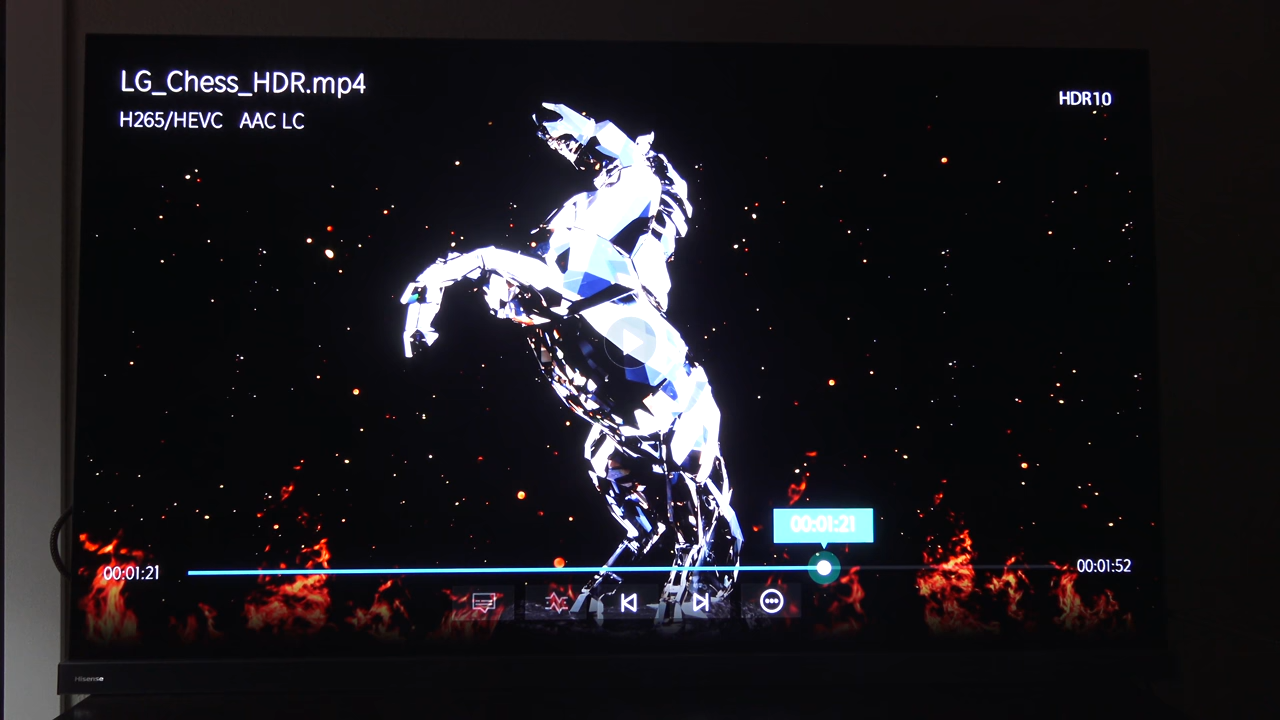 LG_Chess_HDR.mp4
HDR10
H265/HEVC AAC LC
00:01:21
00:01:21
00:01:52
Hisense